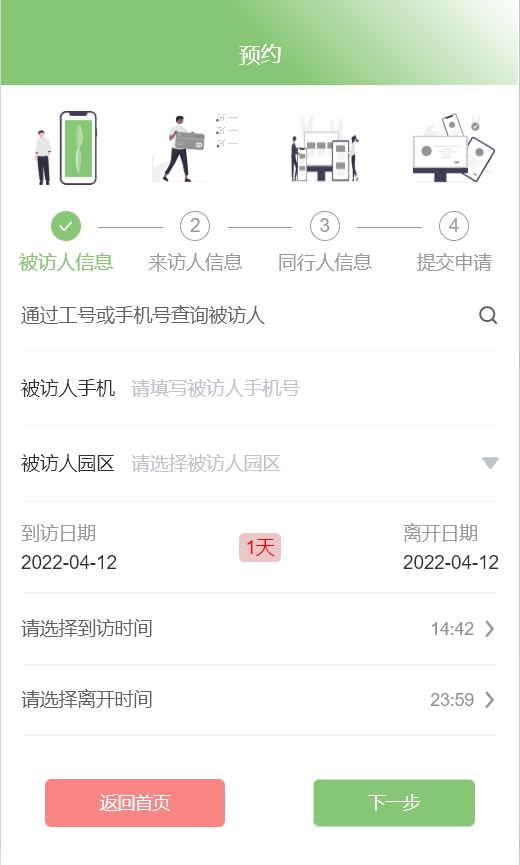 预约
2
3
4
被访人信息
来访人信息
同行人信息
提交申请
通过工号或手机号查询被访人
被访人手机 请填写被访人手机号
被访人园区 请选择被访人园区
到访日期
离开日期
1天
2022-04-12
2022-04-12
请选择到访时间 14:42
请选择离开时间 23:59
返回首页
下一步